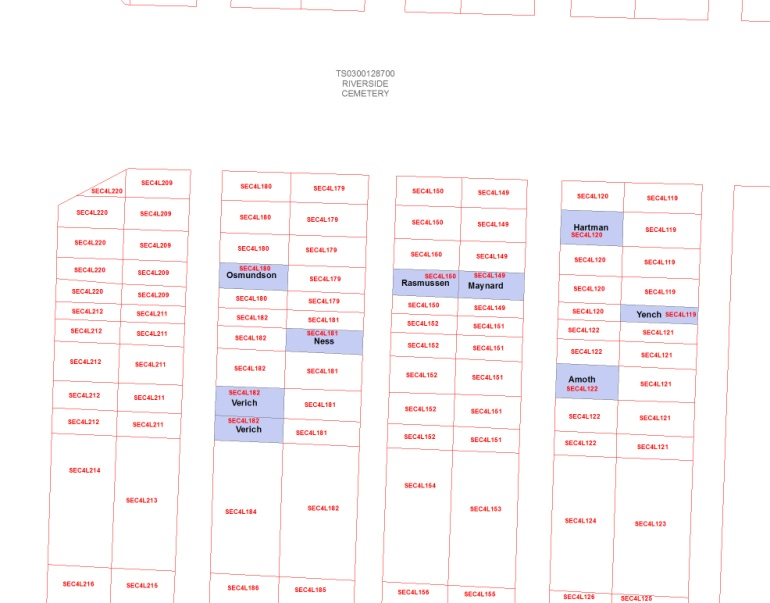 TS0300128700
RIVERSIDE
CEMETERY
SEC4L220
SEC4L209
SEC4L220
SEC4L209
SEC4L220
SEC4L209
SEC4L220
SEC4L209
SEC4L220
SEC4L209
SEC4L212
SEC4L211
SEC4L212
SEC4L211
SEC4L212
SEC4L211
SEC4L212
SEC4L211
SEC4L212
SEC4L211
SEC4L214
SEC4L213
SEC4L216
SEC4L215
SEC4L180
SEC4L179
SEC4L180
SEC4L179
SEC4L180
SEC4L179
SEC4L180
Osmundson
SEC4L179
SEC4L180
SEC4L179
SEC4L182
SEC4L181
SEC4L182
SEC4L181
Ness
SEC4L182
SEC4L181
SEC4L182
Verich
SEC4L181
SEC4L182
Verich
SEC4L181
SEC4L184
SEC4L182
SEC4L186
SEC4L185
SEC4L150
SEC4L149
SEC4L150
SEC4L149
SEC4L150
SEC4L149
SEC4L150
Rasmussen
SEC4L149
Maynard
SEC4L150
SEC4L149
SEC4L152
SEC4L151
SEC4L152
SEC4L151
SEC4L152
SEC4L151
SEC4L152
SEC4L151
SEC4L154
SEC4L153
SEC4L156
SEC4L155
SEC4L120
SEC4L119
Hartman
SEC4L120
SEC4L119
SEC4L120
SEC4L119
SEC4L120
SEC4L119
SEC4L120
Yench SEC4L119
SEC4L122
SEC4L121
SEC4L122
SEC4L121
Amoth
SEC4L122
SEC4L121
SEC4L122
SEC4L121
SEC4L122
SEC4L121
SEC4L124
SEC4L123
SEC4L126
SEC4L125